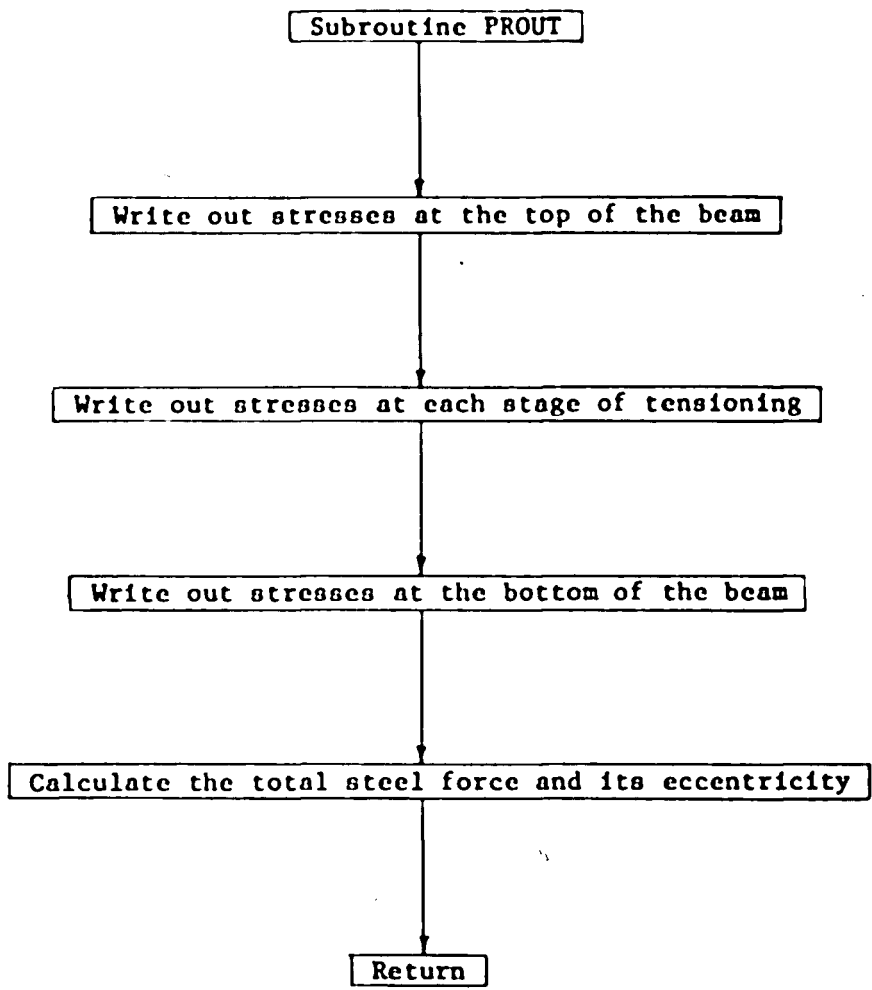 Subroutine PROUT
Write out stresses at the top of the beam
Write out stresses at each stage of tensioning
Write out stresses at the bottom of the beam
Calculate the total steel force and its eccentricity
Return